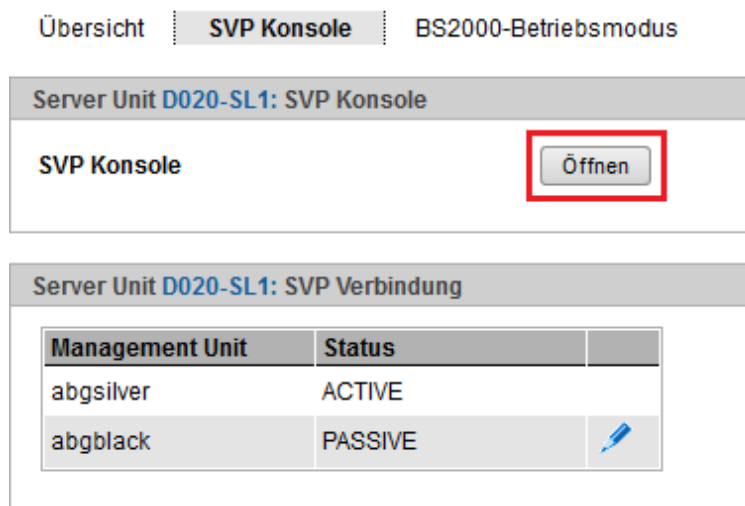 Übersicht SVP Konsole BS2000-Betriebsmodus
Server Unit D020-SL1: SVP Konsole
SVP Konsole Öffnen
Server Unit D020-SL1: SVP Verbindung
Management Unit Status
abgsilver ACTIVE
abgblack PASSIVE